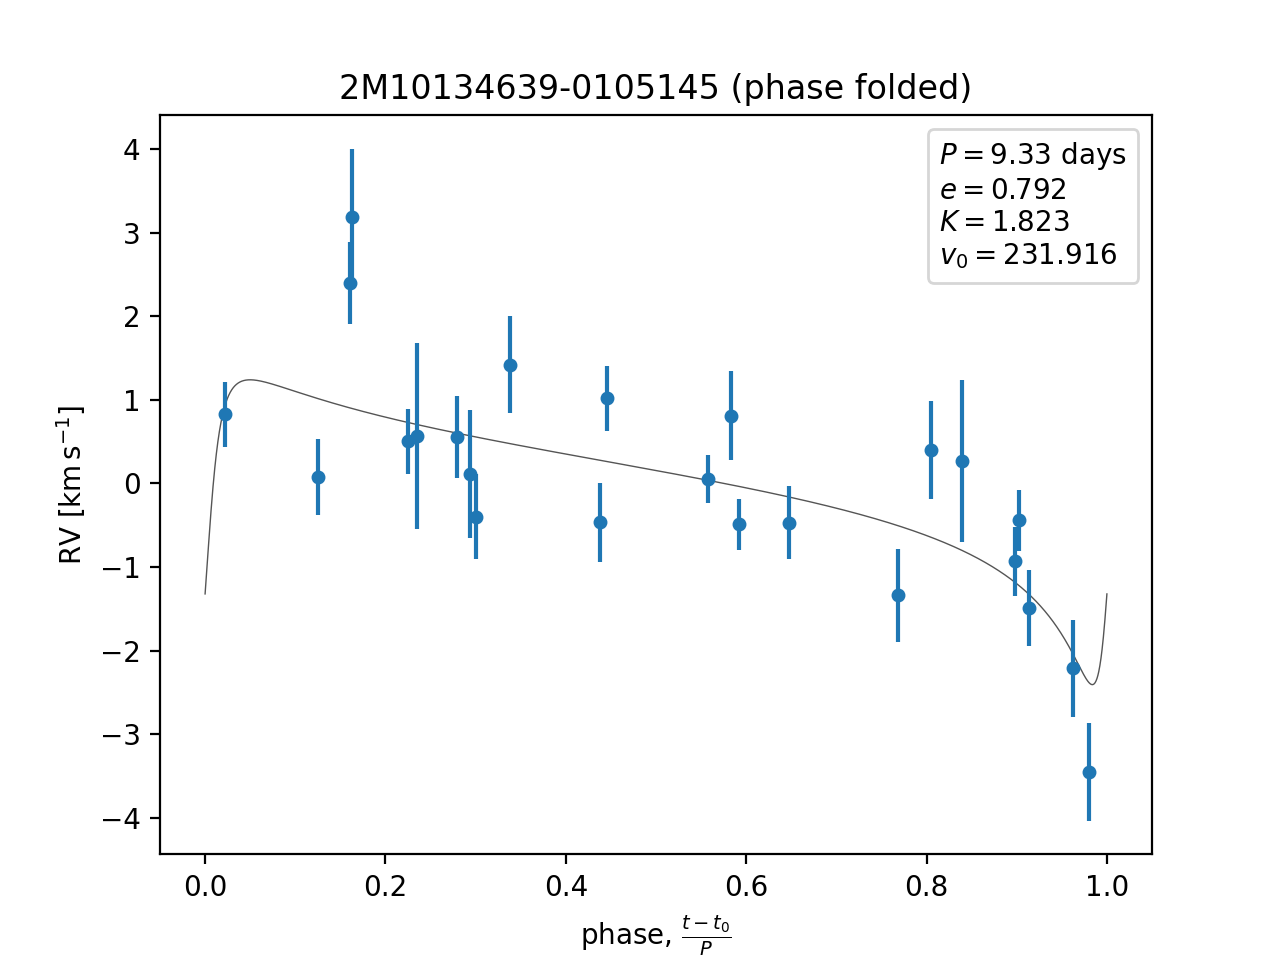 2M10134639-0105145 (phase folded)
P = 9.33 days
e = 0.792
K = 1.823
v₀ = 231.916
RV [km s⁻¹]
4
3
2
1
0
−1
−2
−3
−4
0.0 0.2 0.4 0.6 0.8 1.0
phase, (t − t₀)/P